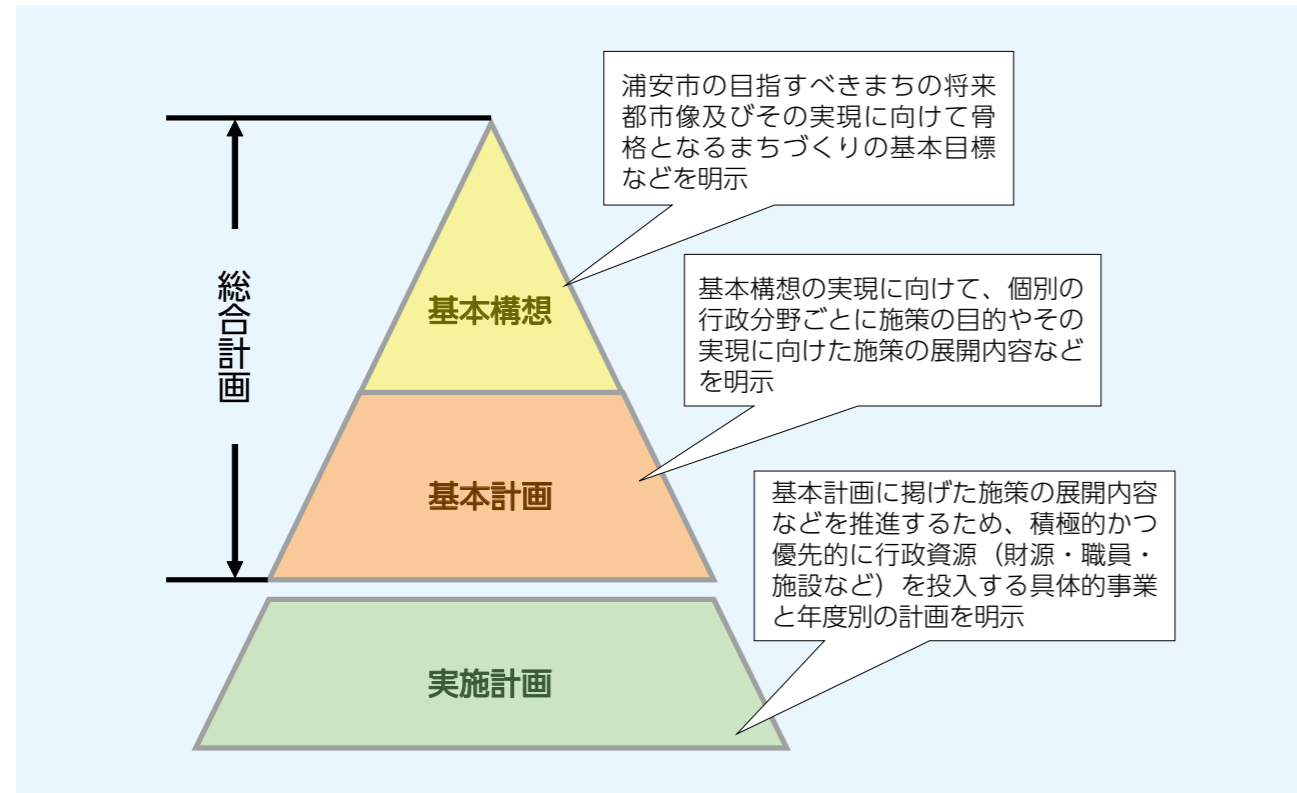 浦安市の目指すべきまちの将来
都市像及びその実現に向けて骨
格となるまちづくりの基本目標
などを明示
総合計画
基本構想
基本構想の実現に向けて、個別の
行政分野ごとに施策の目的やその
実現に向けた施策の展開内容など
を明示
基本計画
基本計画に掲げた施策の展開内容
などを推進するため、積極的かつ
優先的に行政資源（財源・職員・
施設など）を投入する具体的事業
と年度別の計画を明示
実施計画